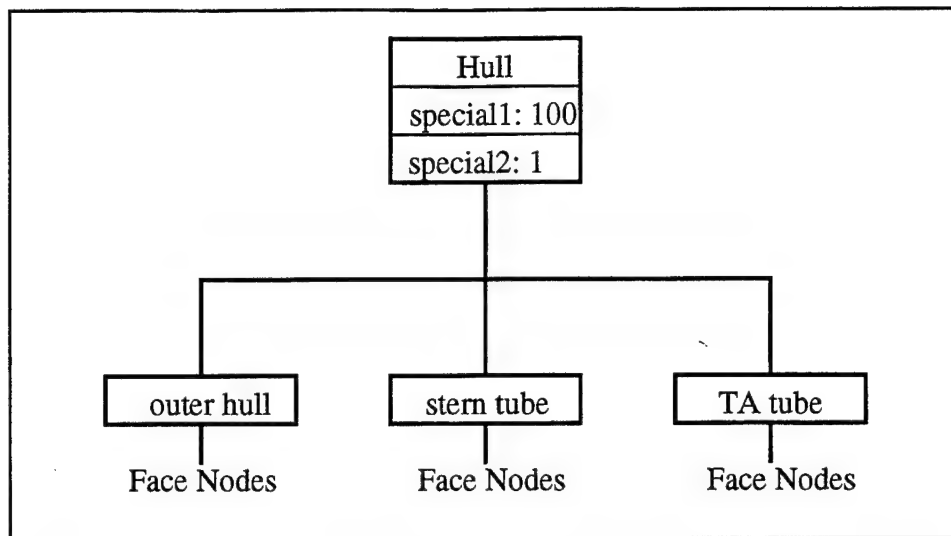 Hull
special1: 100
special2: 1
outer hull
stern tube
TA tube
Face Nodes
Face Nodes
Face Nodes